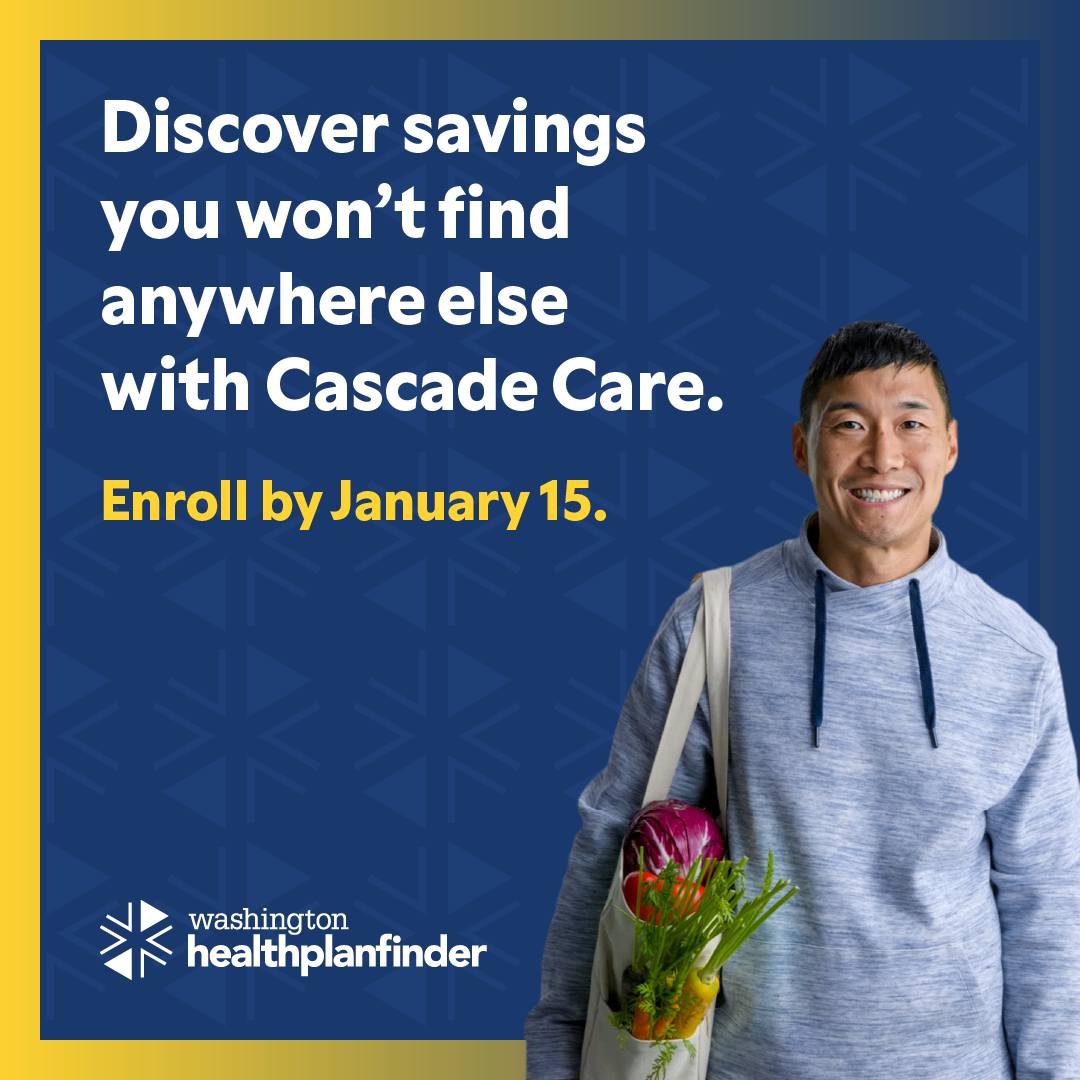 Discover savings
you won’t find
anywhere else
with Cascade Care.
Enroll by January 15.
washington
healthplanfinder